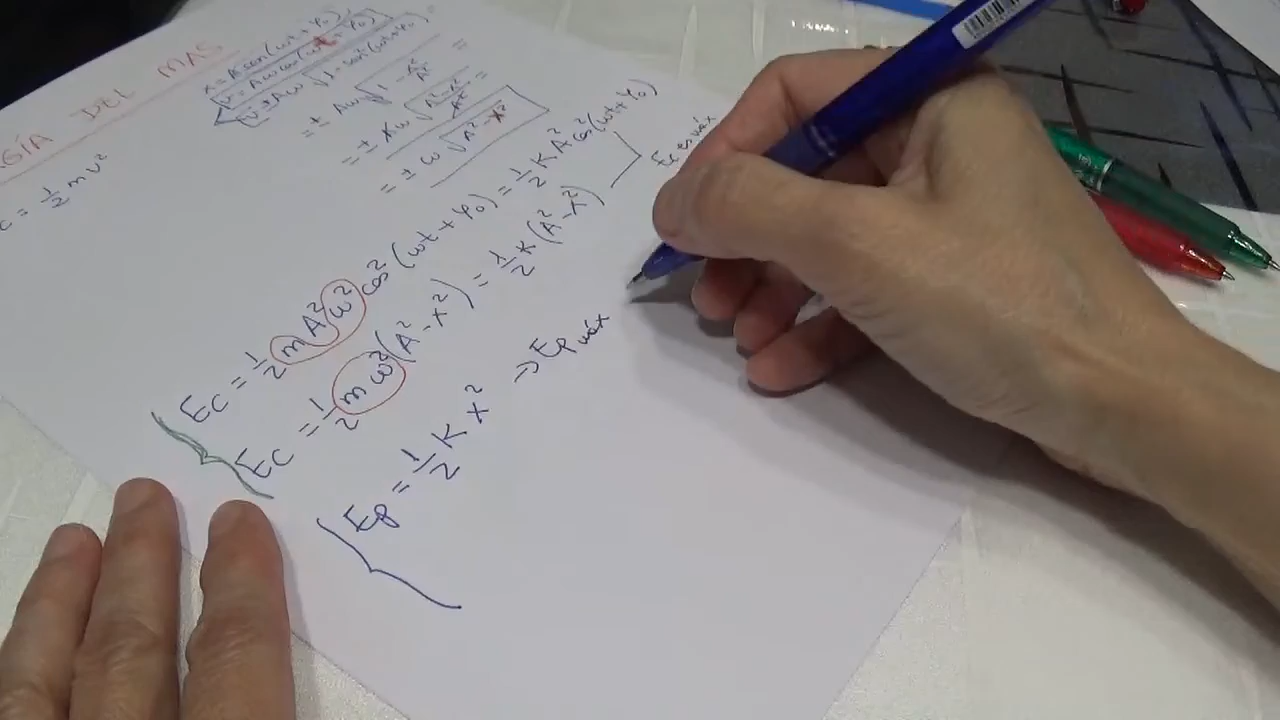 GÍA DEL MAS
x = A sen(ωt + φ₀)
v = Aω cos(ωt + φ₀)
v = ± Aω √1 - sen²(ωt + φ₀) =
= ± Aω √1 - x²/A² =
= ± Aω √A² - x²/A² =
= ± ω √A² - x²
c = 1/2 m v²
Ec = 1/2 m A² ω² cos²(ωt + φ₀) = 1/2 K A² cos²(ωt + φ₀)
Ec = 1/2 m ω² (A² - x²) = 1/2 K (A² - x²)
Ec es máx
Ep = 1/2 K x² → Ep máx